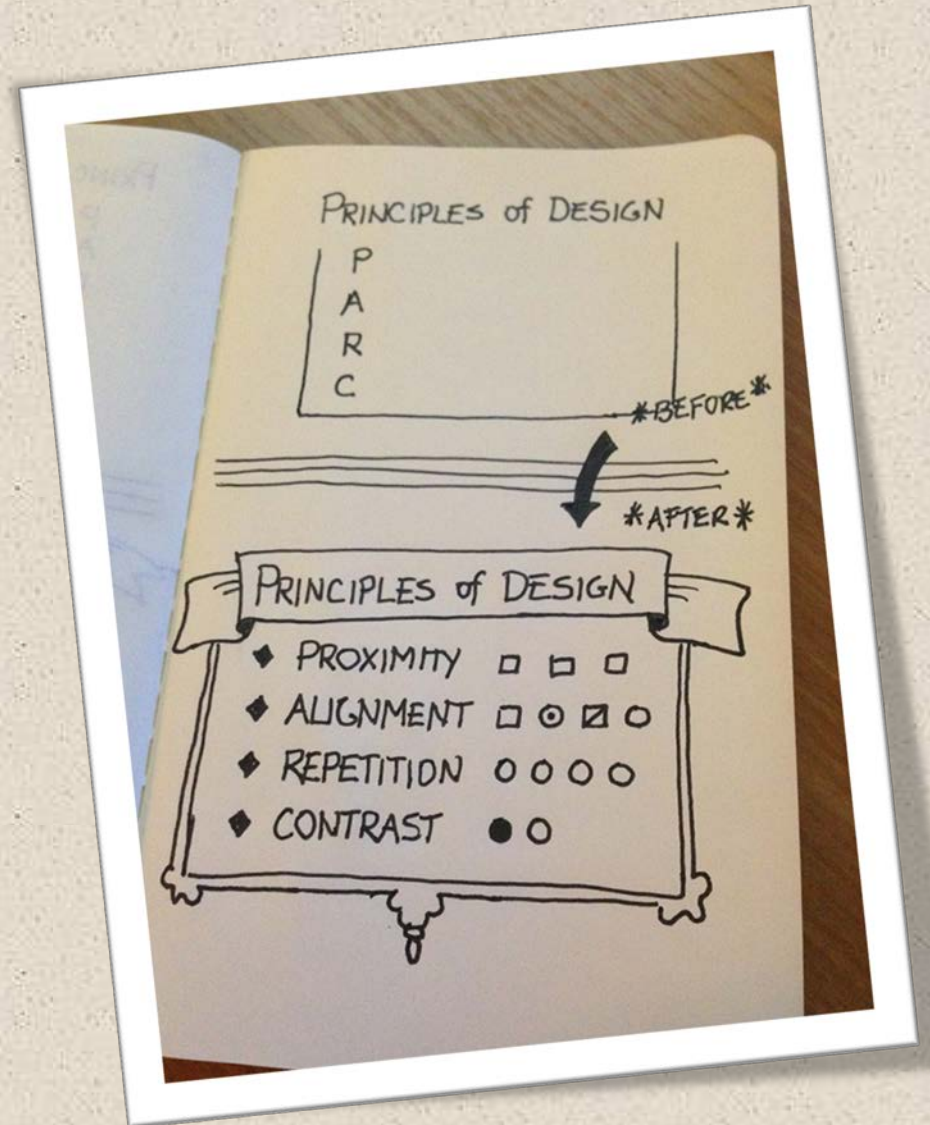 PRINCIPLES of DESIGN
P
A
R
C
*BEFORE*
*AFTER*
PRINCIPLES of DESIGN
PROXIMITY
ALIGNMENT
REPETITION
CONTRAST